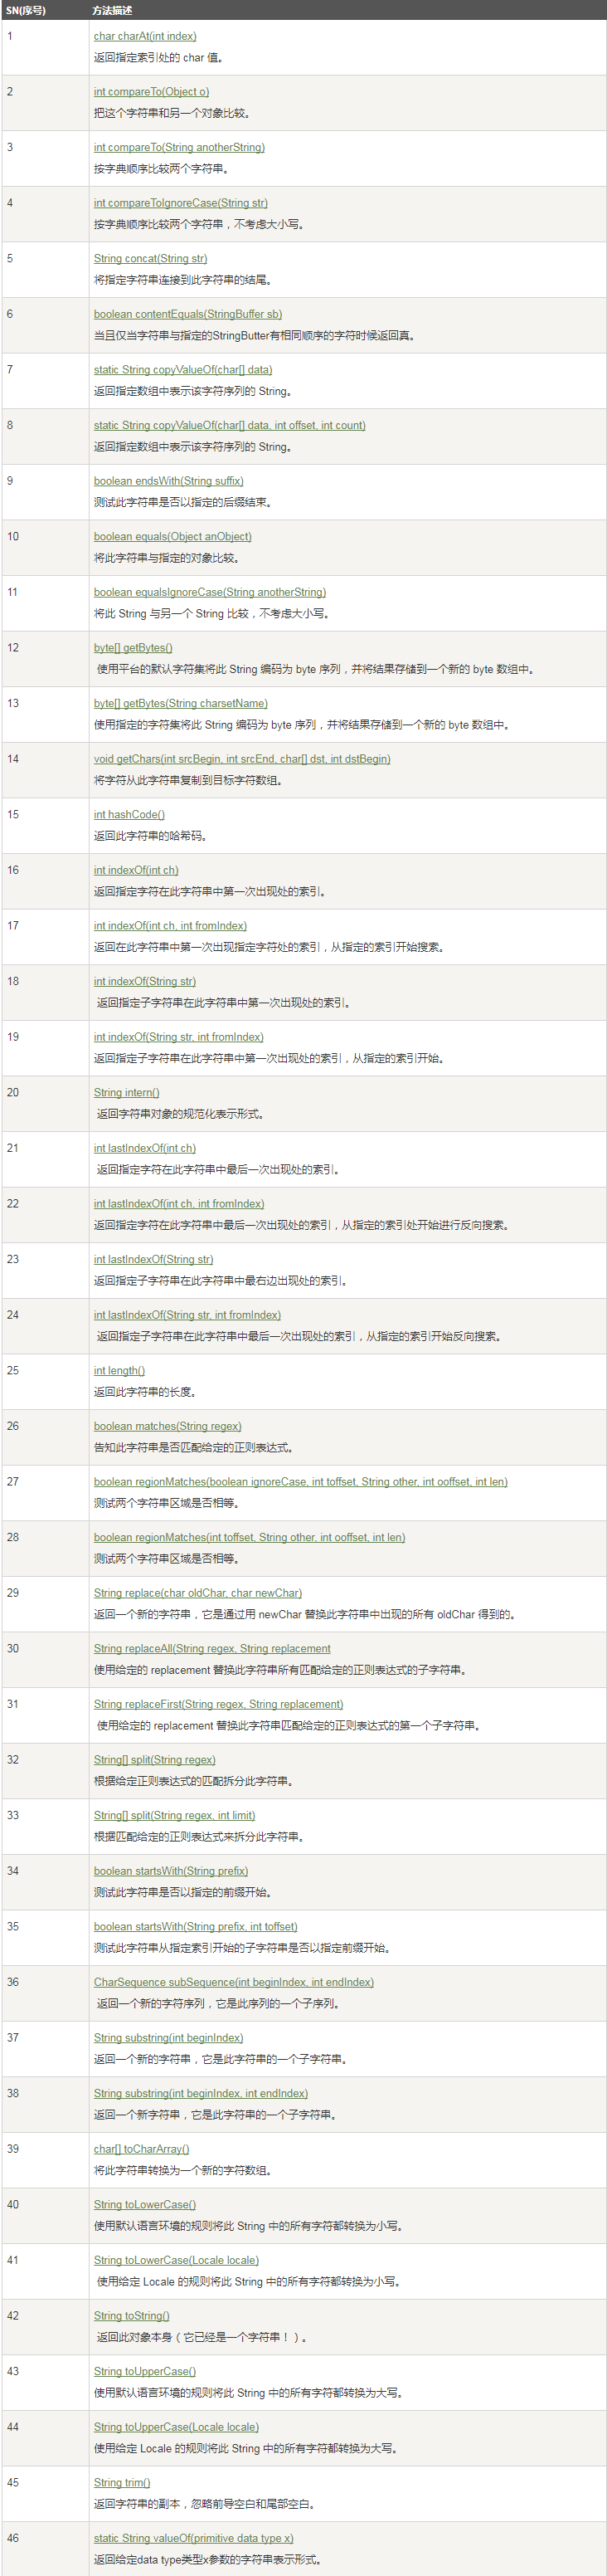 SN(序号) 方法描述
1 char charAt(int index)
返回指定索引处的 char 值。
2 int compareTo(Object o)
把这个字符串和另一个对象比较。
3 int compareTo(String anotherString)
按字典顺序比较两个字符串。
4 int compareToIgnoreCase(String str)
按字典顺序比较两个字符串，不考虑大小写。
5 String concat(String str)
将指定字符串连接到此字符串的结尾。
6 boolean contentEquals(StringBuffer sb)
当且仅当字符串与指定的StringButter有相同顺序的字符时候返回真。
7 static String copyValueOf(char[] data)
返回指定数组中表示该字符序列的 String。
8 static String copyValueOf(char[] data, int offset, int count)
返回指定数组中表示该字符序列的 String。
9 boolean endsWith(String suffix)
测试此字符串是否以指定的后缀结束。
10 boolean equals(Object anObject)
将此字符串与指定的对象比较。
11 boolean equalsIgnoreCase(String anotherString)
将此 String 与另一个 String 比较，不考虑大小写。
12 byte[] getBytes()
使用平台的默认字符集将此 String 编码为 byte 序列，并将结果存储到一个新的 byte 数组中。
13 byte[] getBytes(String charsetName)
使用指定的字符集将此 String 编码为 byte 序列，并将结果存储到一个新的 byte 数组中。
14 void getChars(int srcBegin, int srcEnd, char[] dst, int dstBegin)
将字符从此字符串复制到目标字符数组。
15 int hashCode()
返回此字符串的哈希码。
16 int indexOf(int ch)
返回指定字符在此字符串中第一次出现处的索引。
17 int indexOf(int ch, int fromIndex)
返回在此字符串中第一次出现指定字符处的索引，从指定的索引开始搜索。
18 int indexOf(String str)
返回指定子字符串在此字符串中第一次出现处的索引。
19 int indexOf(String str, int fromIndex)
返回指定子字符串在此字符串中第一次出现处的索引，从指定的索引开始。
20 String intern()
返回字符串对象的规范化表示形式。
21 int lastIndexOf(int ch)
返回指定字符在此字符串中最后一次出现处的索引。
22 int lastIndexOf(int ch, int fromIndex)
返回指定字符在此字符串中最后一次出现处的索引，从指定的索引处开始进行反向搜索。
23 int lastIndexOf(String str)
返回指定子字符串在此字符串中最右边出现处的索引。
24 int lastIndexOf(String str, int fromIndex)
返回指定子字符串在此字符串中最后一次出现处的索引，从指定的索引开始反向搜索。
25 int length()
返回此字符串的长度。
26 boolean matches(String regex)
告知此字符串是否匹配给定的正则表达式。
27 boolean regionMatches(boolean ignoreCase, int toffset, String other, int ooffset, int len)
测试两个字符串区域是否相等。
28 boolean regionMatches(int toffset, String other, int ooffset, int len)
测试两个字符串区域是否相等。
29 String replace(char oldChar, char newChar)
返回一个新的字符串，它是通过用 newChar 替换此字符串中出现的所有 oldChar 得到的。
30 String replaceAll(String regex, String replacement
使用给定的 replacement 替换此字符串所有匹配给定的正则表达式的子字符串。
31 String replaceFirst(String regex, String replacement)
使用给定的 replacement 替换此字符串匹配给定的正则表达式的第一个子字符串。
32 String[] split(String regex)
根据给定正则表达式的匹配拆分此字符串。
33 String[] split(String regex, int limit)
根据匹配给定的正则表达式来拆分此字符串。
34 boolean startsWith(String prefix)
测试此字符串是否以指定的前缀开始。
35 boolean startsWith(String prefix, int toffset)
测试此字符串从指定索引开始的子字符串是否以指定前缀开始。
36 CharSequence subSequence(int beginIndex, int endIndex)
返回一个新的字符序列，它是此序列的一个子序列。
37 String substring(int beginIndex)
返回一个新的字符串，它是此字符串的一个子字符串。
38 String substring(int beginIndex, int endIndex)
返回一个新字符串，它是此字符串的一个子字符串。
39 char[] toCharArray()
将此字符串转换为一个新的字符数组。
40 String toLowerCase()
使用默认语言环境的规则将此 String 中的所有字符都转换为小写。
41 String toLowerCase(Locale locale)
使用给定 Locale 的规则将此 String 中的所有字符都转换为小写。
42 String toString()
返回此对象本身（它已经是一个字符串！）。
43 String toUpperCase()
使用默认语言环境的规则将此 String 中的所有字符都转换为大写。
44 String toUpperCase(Locale locale)
使用给定 Locale 的规则将此 String 中的所有字符都转换为大写。
45 String trim()
返回字符串的副本，忽略前导空白和尾部空白。
46 static String valueOf(primitive data type x)
返回给定data type类型x参数的字符串表示形式。